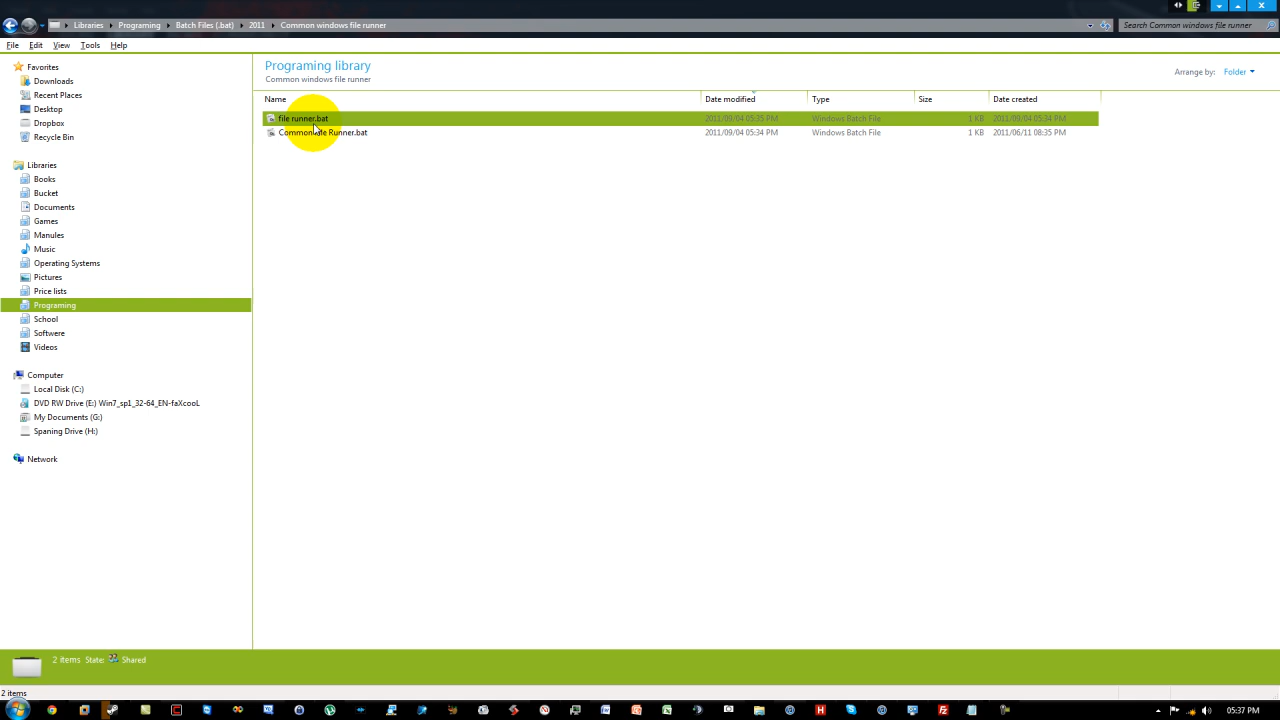 Libraries Programing Batch Files (.bat) 2011 Common windows file runner Search Common windows file runner
File Edit View Tools Help
Favorites
Downloads
Recent Places
Desktop
Dropbox
Recycle Bin
Libraries
Books
Bucket
Documents
Games
Manules
Music
Operating Systems
Pictures
Price lists
Programing
School
Softwere
Videos
Computer
Local Disk (C:)
DVD RW Drive (E:) Win7_sp1_32-64_EN-faXcooL
My Documents (G:)
Spaning Drive (H:)
Network
Programing library
Common windows file runner
Arrange by: Folder
Name Date modified Type Size Date created
file runner.bat 2011/09/04 05:35 PM Windows Batch File 1 KB 2011/09/04 05:34 PM
Common file Runner.bat 2011/09/04 05:34 PM Windows Batch File 1 KB 2011/06/11 08:35 PM
2 items State: Shared
2 items
05:37 PM